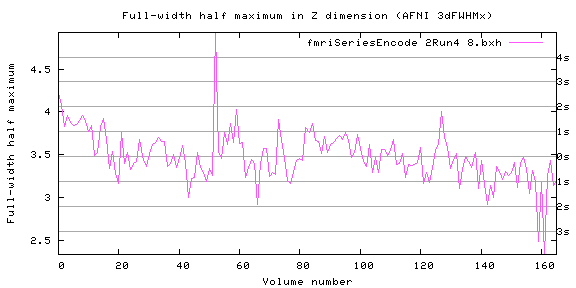 Full-width half maximum in Z dimension (AFNI 3dFWHMx)
fmriSeriesEncode 2Run4 8.bxh
Full-width half maximum
4.5
4
3.5
3
2.5
4s
3s
2s
1s
0s
1s
2s
3s
0 20 40 60 80 100 120 140 160
Volume number